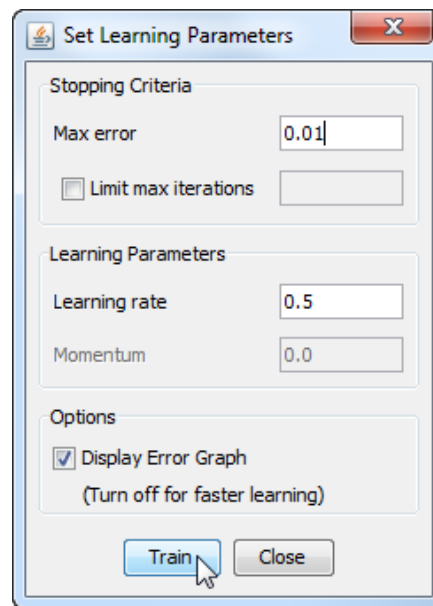 Set Learning Parameters
Stopping Criteria
Max error 0.01
Limit max iterations
Learning Parameters
Learning rate 0.5
Momentum 0.0
Options
Display Error Graph
(Turn off for faster learning)
Train Close